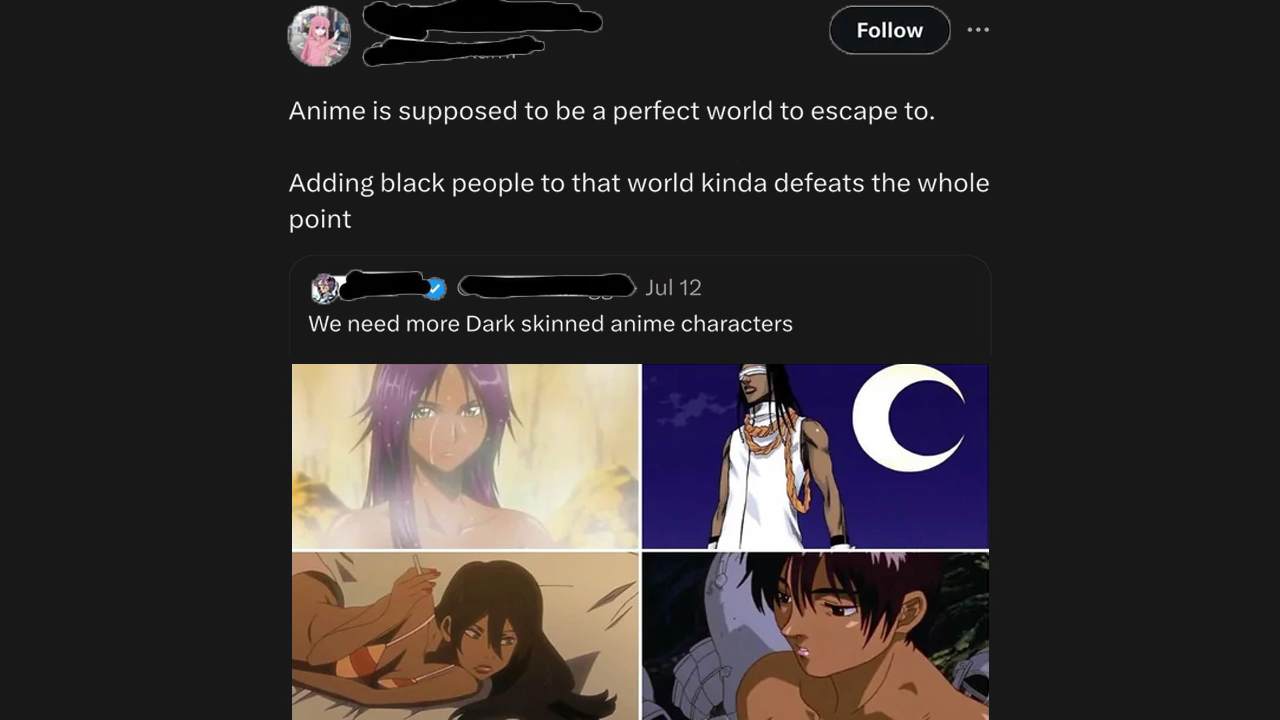 Follow
Anime is supposed to be a perfect world to escape to.
Adding black people to that world kinda defeats the whole
point
Jul 12
We need more Dark skinned anime characters